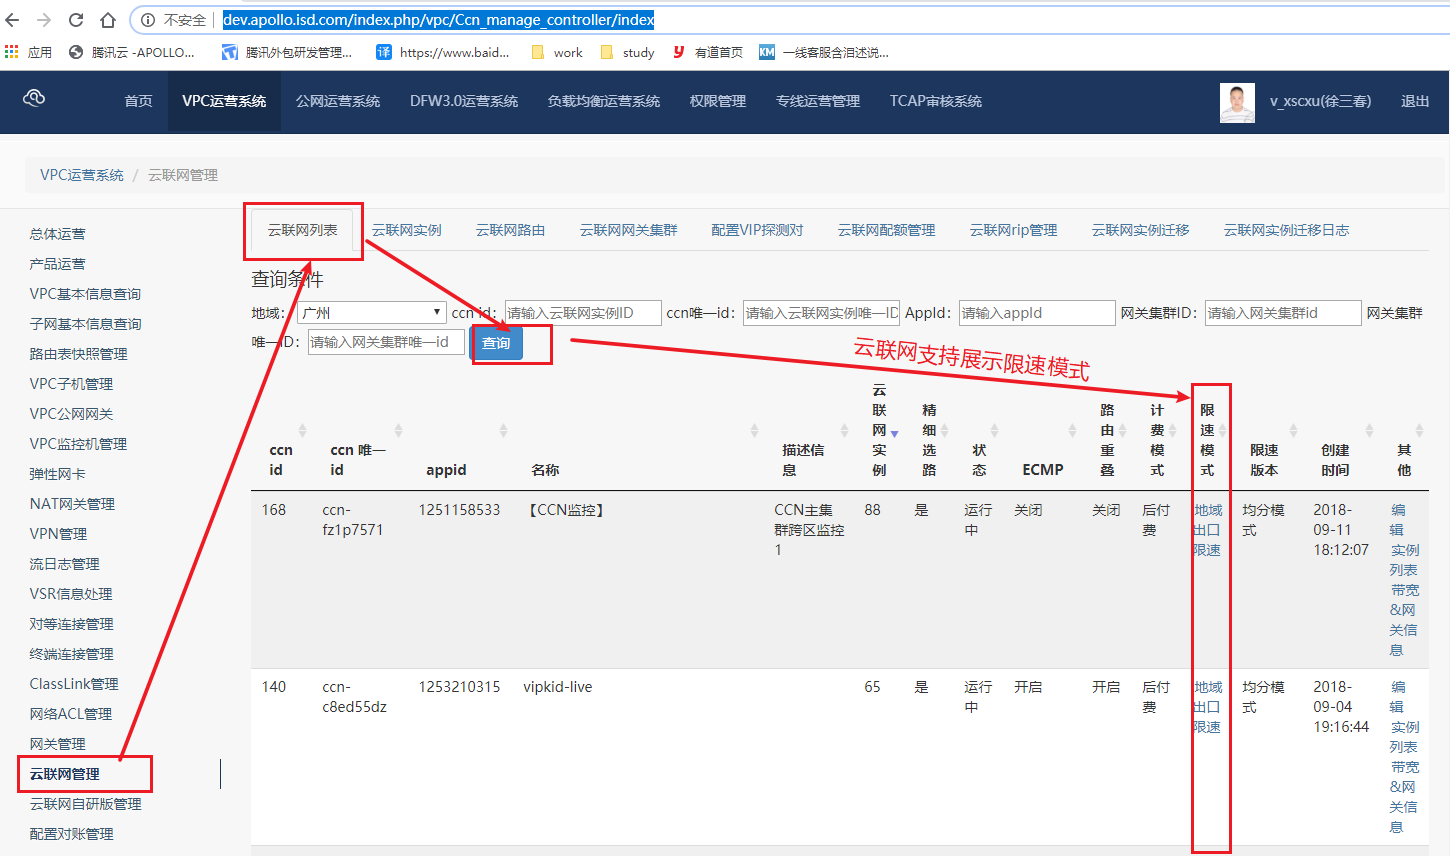 不安全 dev.apollo.isd.com/index.php/vpc/Ccn_manage_controller/index
应用 腾讯云 -APOLLO... 腾讯外包研发管理... 译 https://www.baid... work study y 有道首页 KM 一线客服含泪述说...
首页 VPC运营系统 公网运营系统 DFW3.0运营系统 负载均衡运营系统 权限管理 专线运营管理 TCAP审核系统 v_xscxu(徐三春) 退出
VPC运营系统 / 云联网管理
云联网列表 云联网实例 云联网路由 云联网网关集群 配置VIP探测对 云联网配额管理 云联网rip管理 云联网实例迁移 云联网实例迁移日志
总体运营
产品运营
VPC基本信息查询
子网基本信息查询
路由表快照管理
VPC子机管理
VPC公网网关
VPC监控机管理
弹性网卡
NAT网关管理
VPN管理
流日志管理
VSR信息处理
对等连接管理
终端连接管理
ClassLink管理
网络ACL管理
网关管理
云联网管理
云联网自研版管理
配置对账管理
查询条件
地域： 广州 ccn id： 请输入云联网实例ID ccn唯一id： 请输入云联网实例唯一ID AppId： 请输入appId 网关集群ID： 请输入网关集群id 网关集群
唯一ID： 请输入网关集群唯一id 查询
云联网支持展示限速模式
ccn
id
ccn 唯一
id
appid
名称
描述信
息
云
联
网
实
例
精
细
选
路
状
态
ECMP
路
由
重
叠
计
费
模
式
限
速
模
式
限速
版本
创建
时间
其
他
168
ccn-
fz1p7571
1251158533
【CCN监控】
CCN主集
群跨区监控
1
88
是
运行
中
关闭
关闭
后付
费
地域
出口
限速
均分模
式
2018-
09-11
18:12:07
编
辑
实例
列表
带宽
&网
关信
息
140
ccn-
c8ed55dz
1253210315
vipkid-live
65
是
运行
中
开启
开启
后付
费
地域
出口
限速
均分模
式
2018-
09-04
19:16:44
编
辑
实例
列表
带宽
&网
关信
息